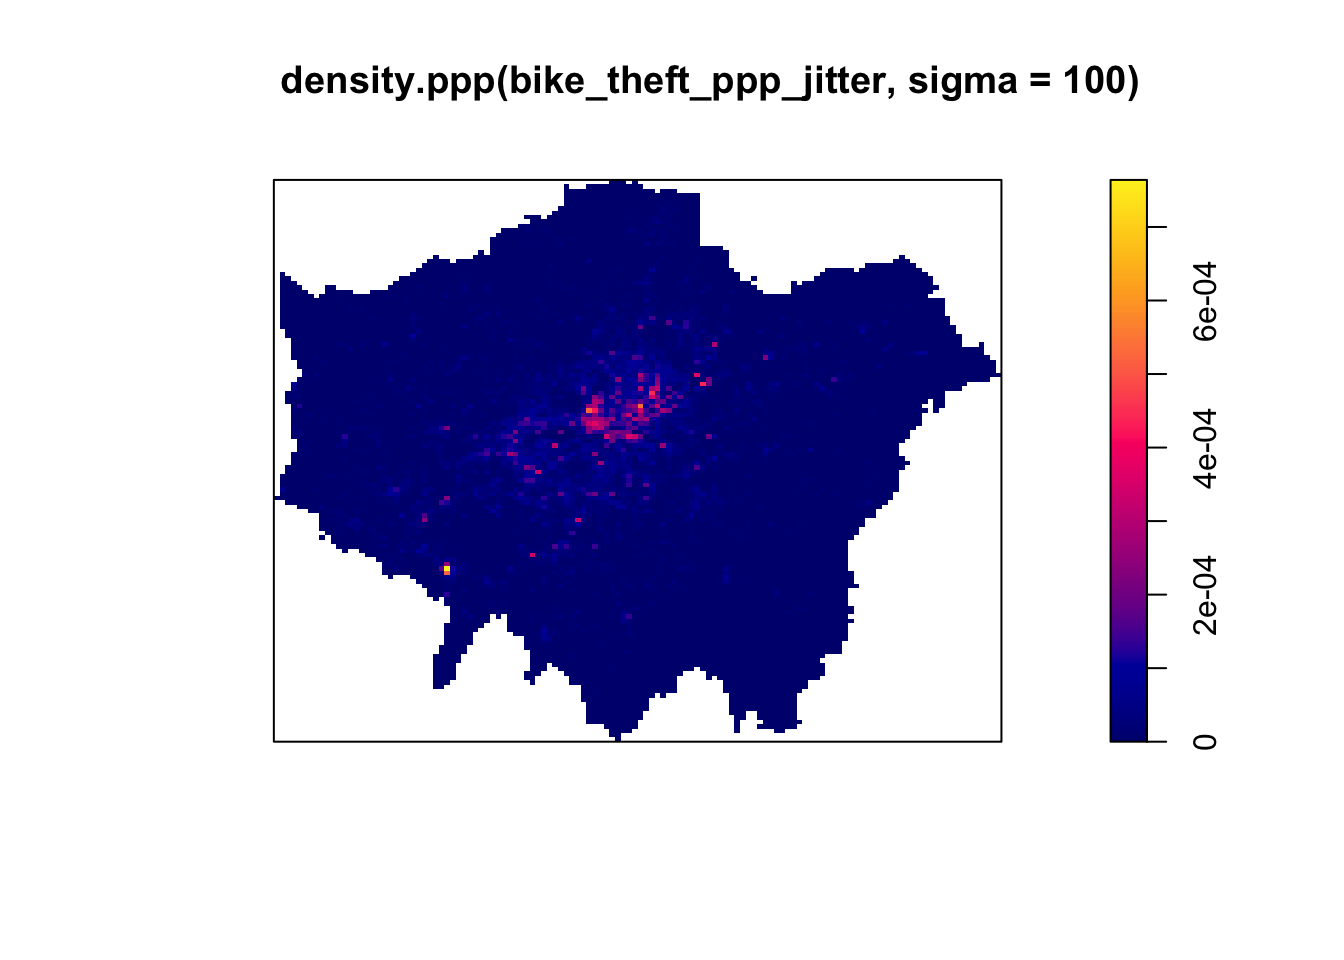 density.ppp(bike_theft_ppp_jitter, sigma = 100)
6e-04
4e-04
2e-04
0